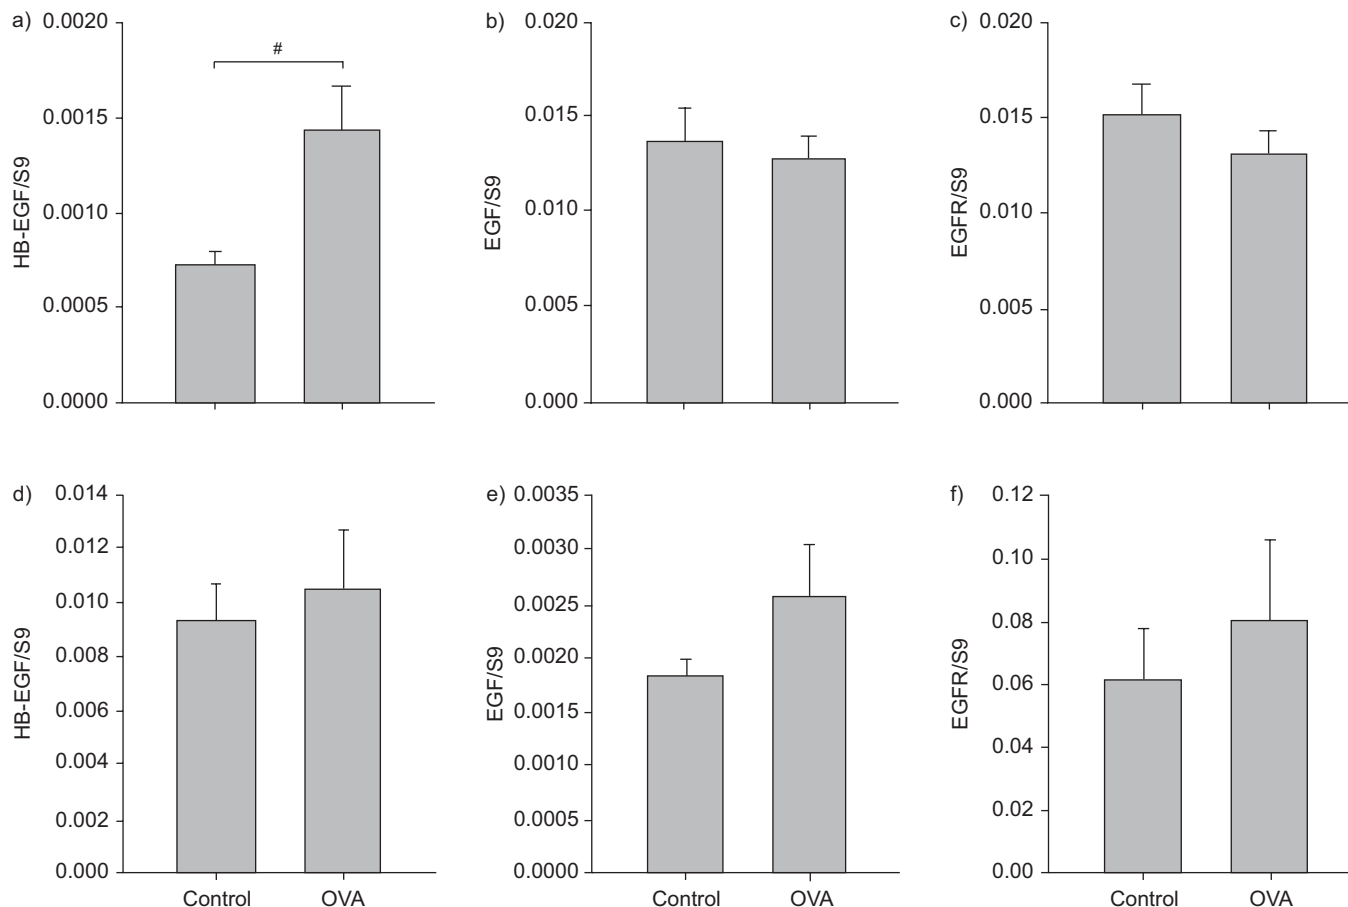 a)
HB-EGF/S9
0.0020
0.0015
0.0010
0.0005
0.0000
#
b)
EGF/S9
0.020
0.015
0.010
0.005
0.000
c)
EGFR/S9
0.020
0.015
0.010
0.005
0.000
d)
HB-EGF/S9
0.014
0.012
0.010
0.008
0.006
0.004
0.002
0.000
Control OVA
e)
EGF/S9
0.0035
0.0030
0.0025
0.0020
0.0015
0.0010
0.0005
0.0000
Control OVA
f)
EGFR/S9
0.12
0.10
0.08
0.06
0.04
0.02
0.00
Control OVA